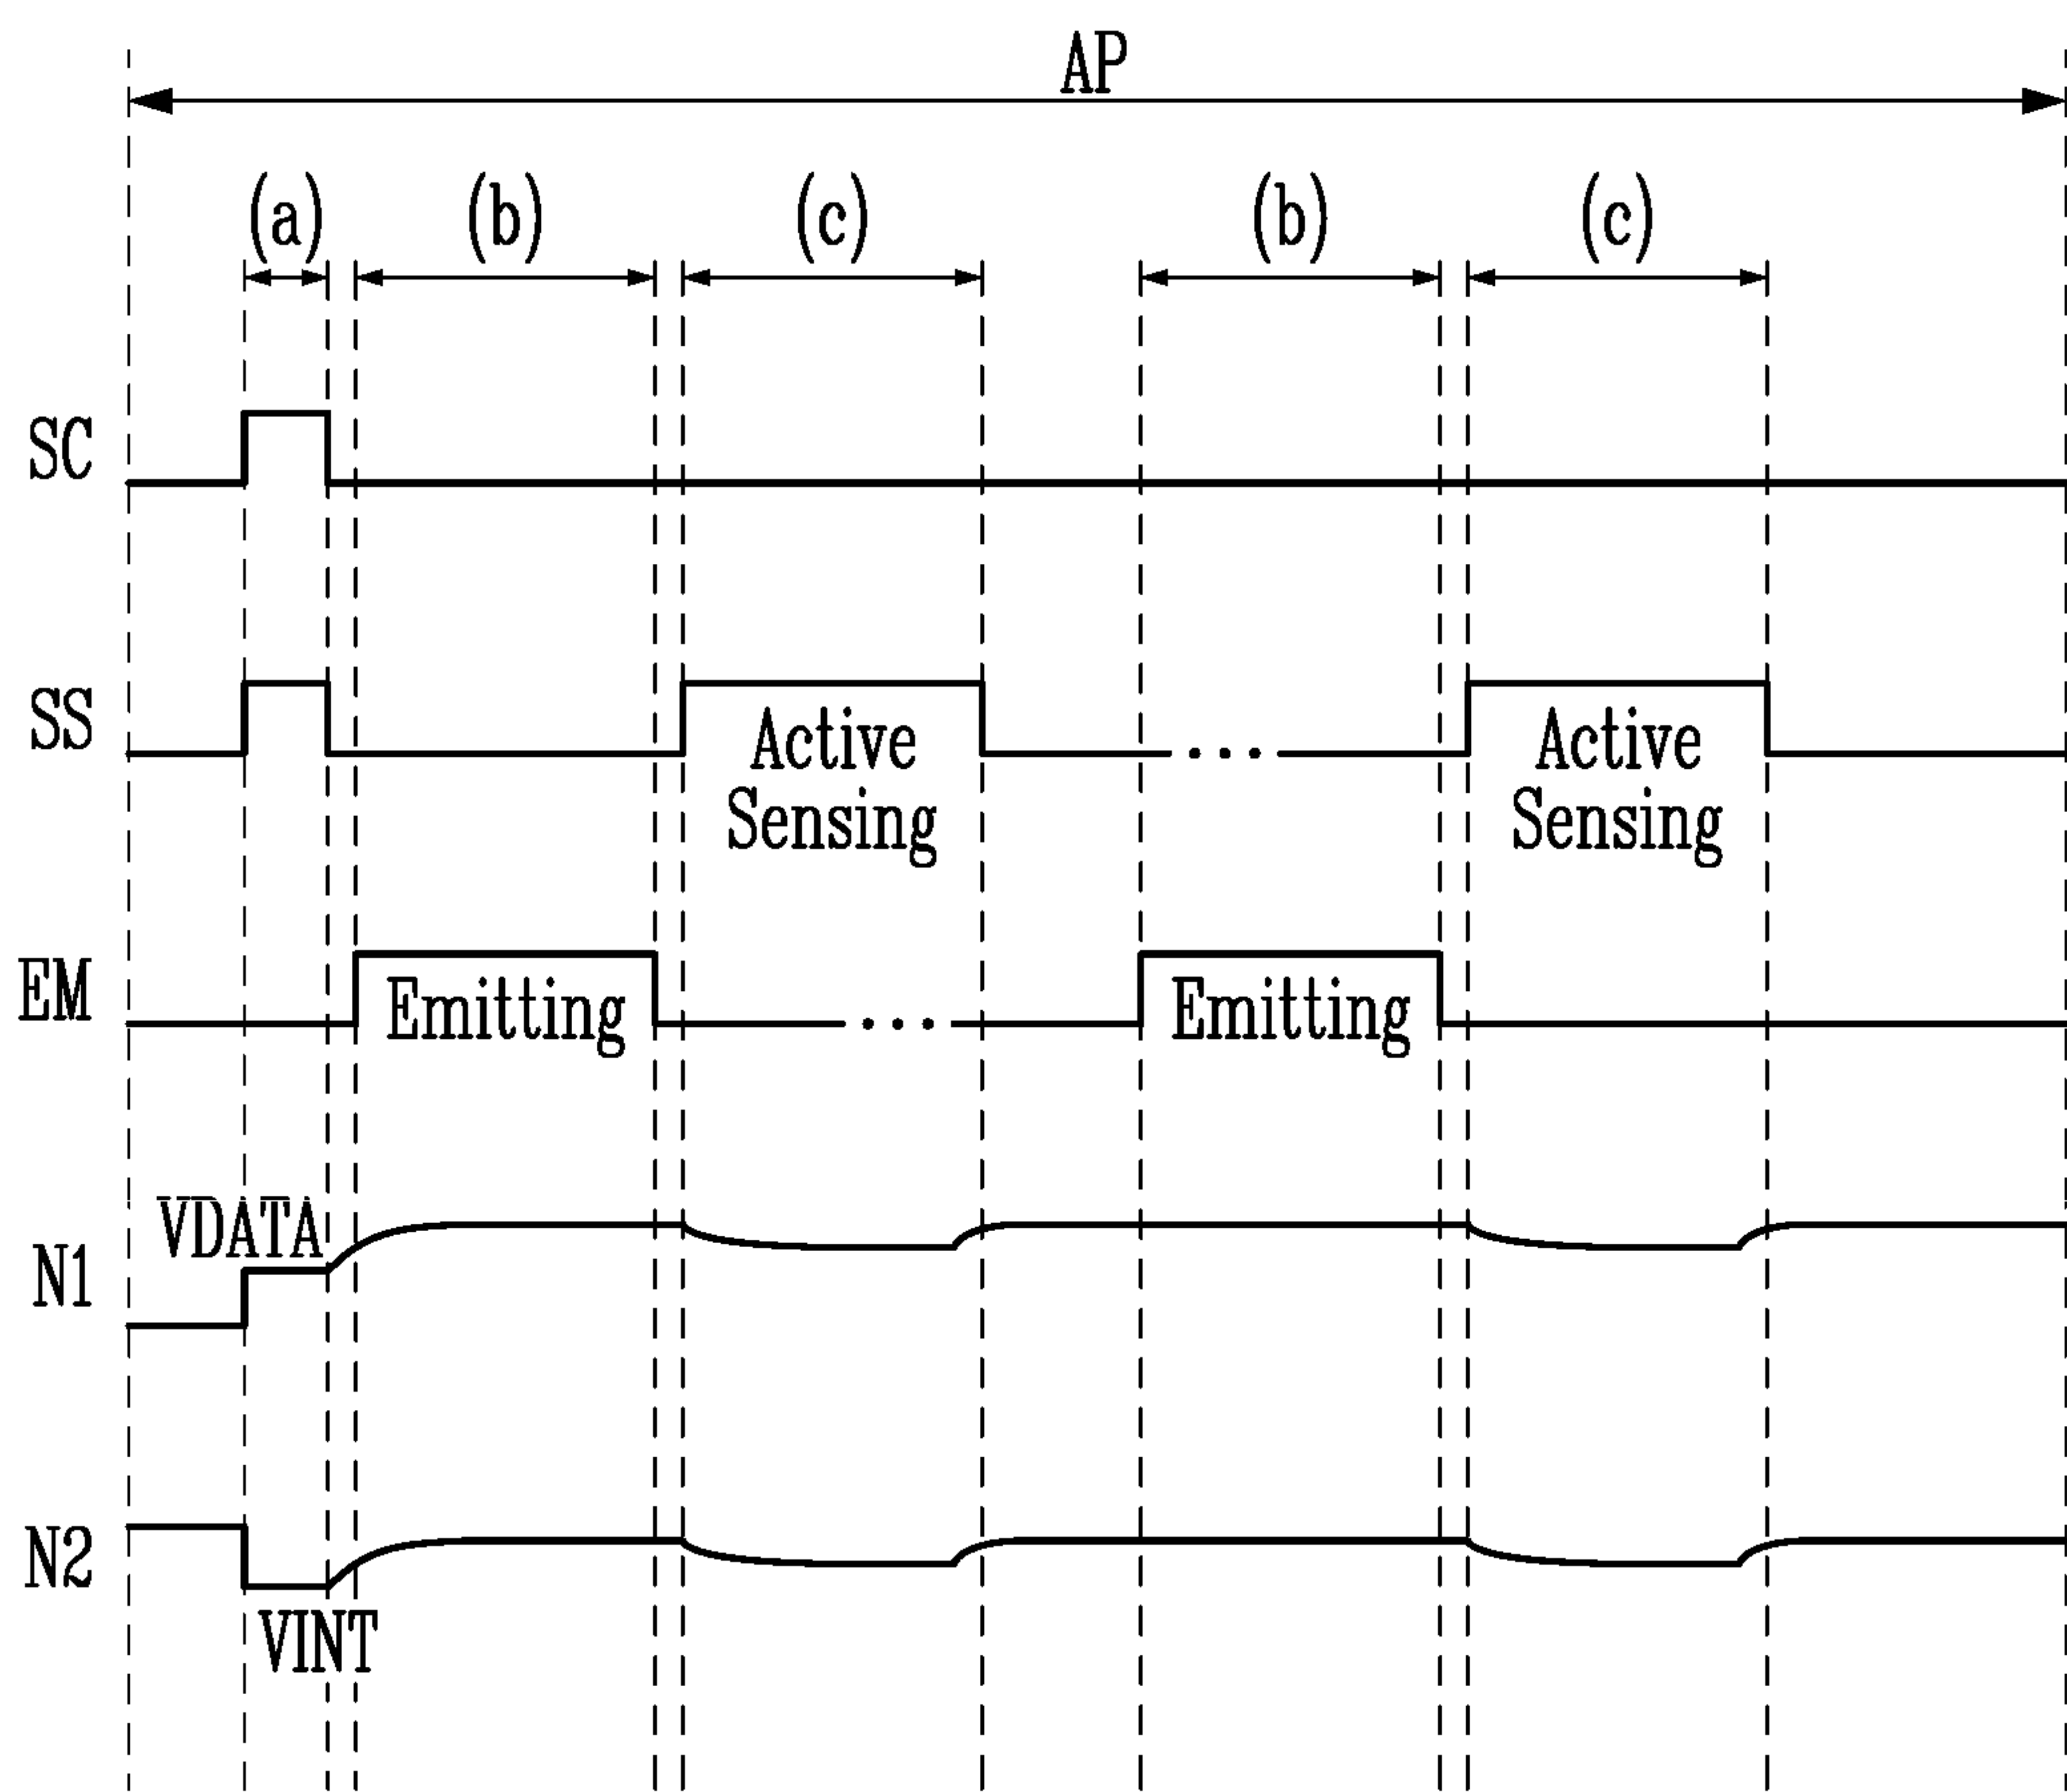 AP
(a) (b) (c) (b) (c)
SC
SS
Active
Sensing
...
Active
Sensing
EM
Emitting
...
Emitting
VDATA
N1
N2
VINT